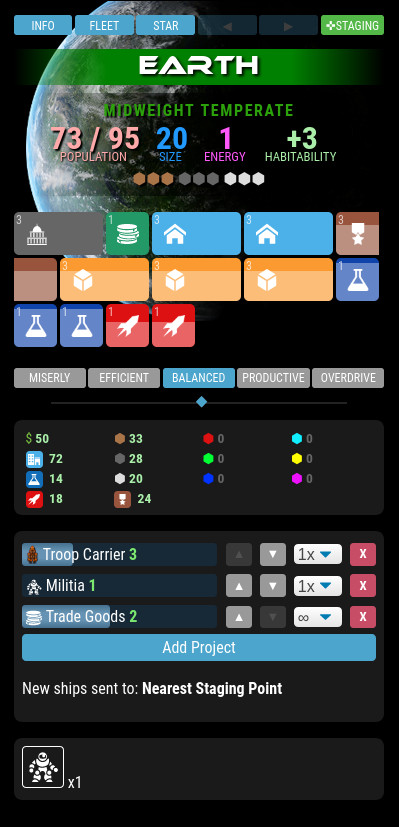 INFO FLEET STAR STAGING
EARTH
MIDWEIGHT TEMPERATE
73 / 95 20 1 +3
POPULATION SIZE ENERGY HABITABILITY
3 1 3 3 3
3 3 3 1
1 1 1 1
MISERLY EFFICIENT BALANCED PRODUCTIVE OVERDRIVE
$ 50 33 0 0
72 28 0 0
14 20 0 0
18 24
Troop Carrier 3 1x X
Militia 1 1x X
Trade Goods 2 ∞ X
Add Project
New ships sent to: Nearest Staging Point
x1